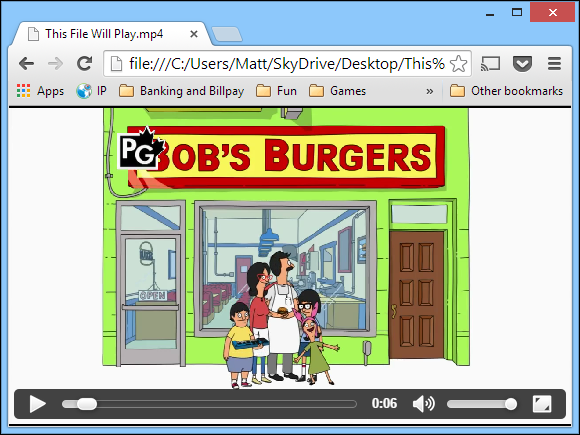 This File Will Play.mp4
file:///C:/Users/Matt/SkyDrive/Desktop/This%
Apps IP Banking and Billpay Fun Games » Other bookmarks
PG
BOB'S BURGERS
OPEN
0:06